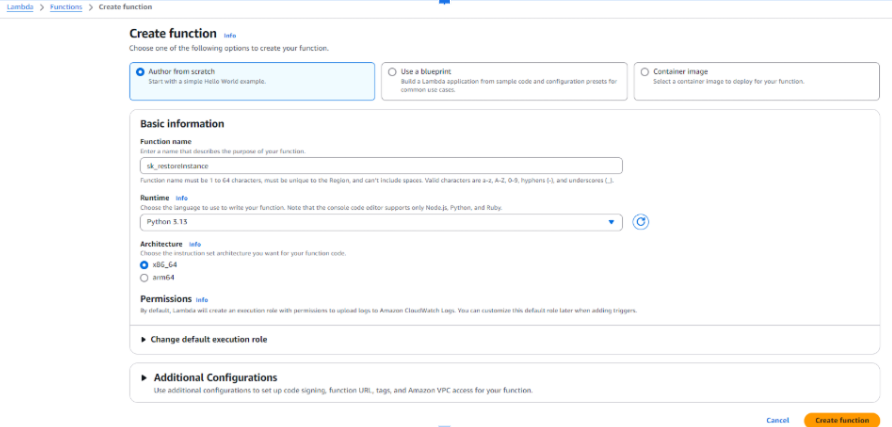 Lambda > Functions > Create function
Create function Info
Choose one of the following options to create your function.
Author from scratch
Start with a simple Hello World example.
Use a blueprint
Build a Lambda application from sample code and configuration presets for
common use cases.
Container image
Select a container image to deploy for your function.
Basic information
Function name
Enter a name that describes the purpose of your function.
sk_restoreInstance
Function name must be 1 to 64 characters, must be unique to the Region, and can't include spaces. Valid characters are a-z, A-Z, 0-9, hyphens (-), and underscores (_).
Runtime Info
Choose the language to use to write your function. Note that the console code editor supports only Node.js, Python, and Ruby.
Python 3.13
Architecture Info
Choose the instruction set architecture you want for your function code.
x86_64
arm64
Permissions Info
By default, Lambda will create an execution role with permissions to upload logs to Amazon CloudWatch Logs. You can customize this default role later when adding triggers.
Change default execution role
Additional Configurations
Use additional configurations to set up code signing, function URL, tags, and Amazon VPC access for your function.
Cancel
Create function